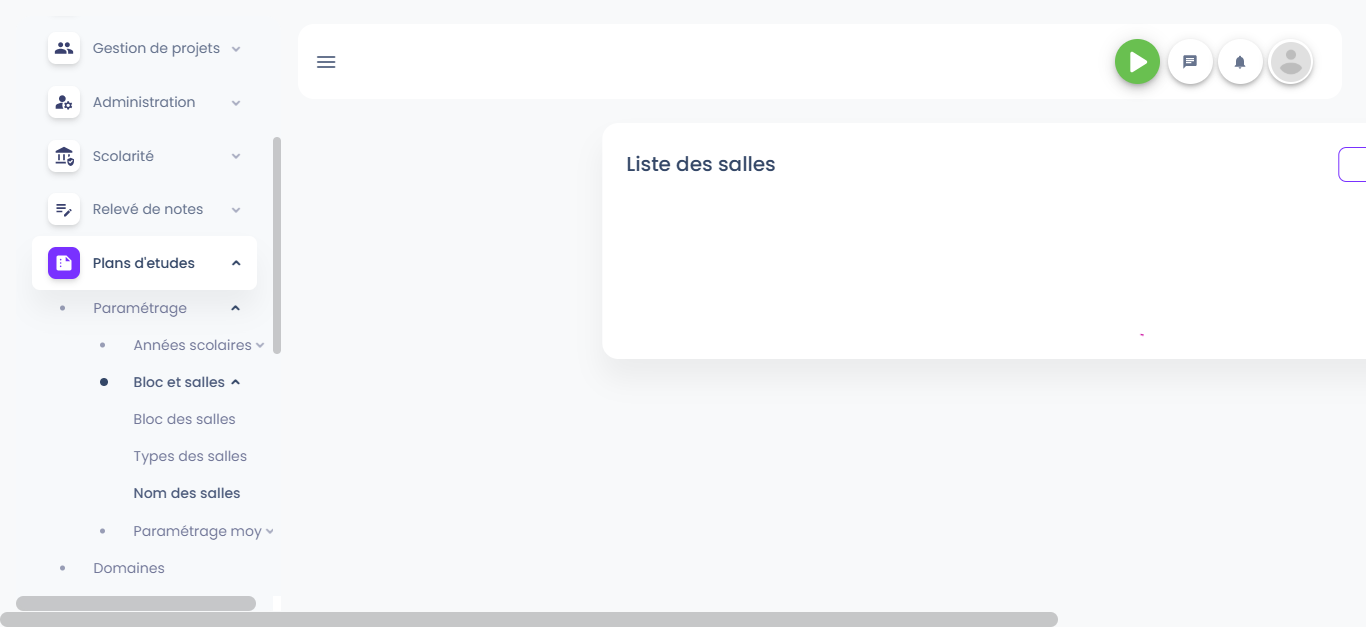 Gestion de projets
Administration
Scolarité
Relevé de notes
Plans d'etudes
Paramétrage
Années scolaires
Bloc et salles
Bloc des salles
Types des salles
Nom des salles
Paramétrage moy
Domaines
Liste des salles